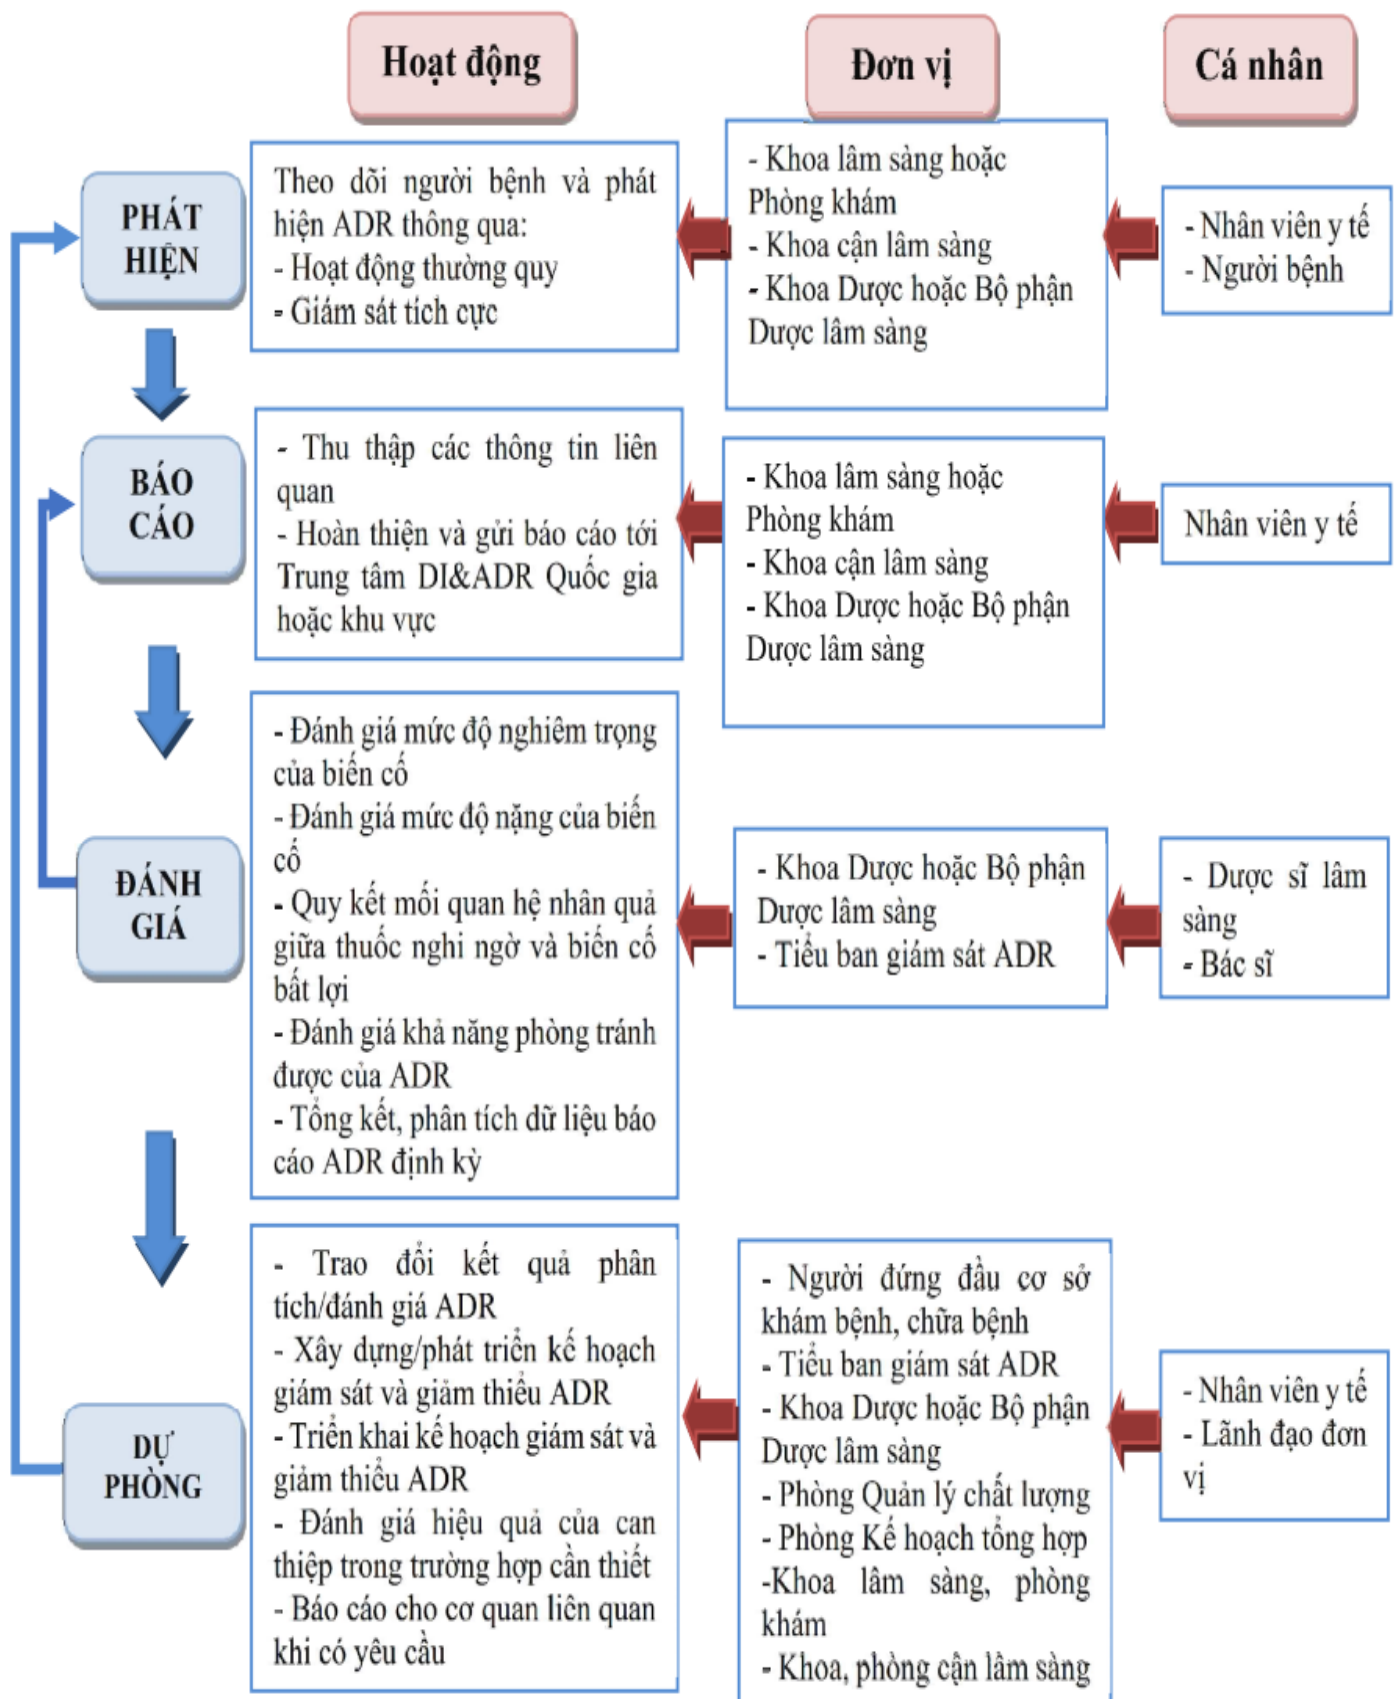 Hoạt động
Đơn vị
Cá nhân
PHÁT
HIỆN
Theo dõi người bệnh và phát
hiện ADR thông qua:
- Hoạt động thường quy
- Giám sát tích cực
- Khoa lâm sàng hoặc
Phòng khám
- Khoa cận lâm sàng
- Khoa Dược hoặc Bộ phận
Dược lâm sàng
- Nhân viên y tế
- Người bệnh
BÁO
CÁO
- Thu thập các thông tin liên
quan
- Hoàn thiện và gửi báo cáo tới
Trung tâm DI&ADR Quốc gia
hoặc khu vực
- Khoa lâm sàng hoặc
Phòng khám
- Khoa cận lâm sàng
- Khoa Dược hoặc Bộ phận
Dược lâm sàng
Nhân viên y tế
ĐÁNH
GIÁ
- Đánh giá mức độ nghiêm trọng
của biến cố
- Đánh giá mức độ nặng của biến
cố
- Quy kết mối quan hệ nhân quả
giữa thuốc nghi ngờ và biến cố
bất lợi
- Đánh giá khả năng phòng tránh
được của ADR
- Tổng kết, phân tích dữ liệu báo
cáo ADR định kỳ
- Khoa Dược hoặc Bộ phận
Dược lâm sàng
- Tiểu ban giám sát ADR
- Dược sĩ lâm
sàng
- Bác sĩ
DỰ
PHÒNG
- Trao đổi kết quả phân
tích/đánh giá ADR
- Xây dựng/phát triển kế hoạch
giám sát và giảm thiểu ADR
- Triển khai kế hoạch giám sát và
giảm thiểu ADR
- Đánh giá hiệu quả của can
thiệp trong trường hợp cần thiết
- Báo cáo cho cơ quan liên quan
khi có yêu cầu
- Người đứng đầu cơ sở
khám bệnh, chữa bệnh
- Tiểu ban giám sát ADR
- Khoa Dược hoặc Bộ phận
Dược lâm sàng
- Phòng Quản lý chất lượng
- Phòng Kế hoạch tổng hợp
-Khoa lâm sàng, phòng
khám
- Khoa, phòng cận lâm sàng
- Nhân viên y tế
- Lãnh đạo đơn
vị